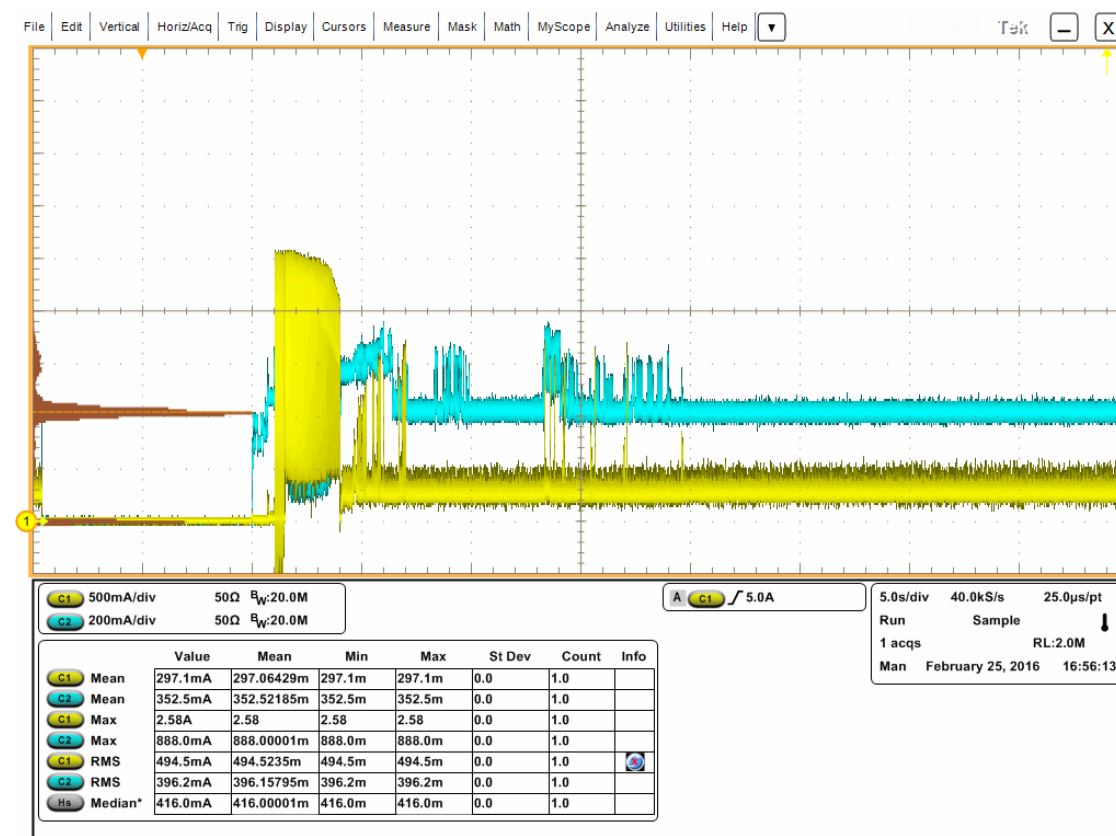 File Edit Vertical Horiz/Acq Trig Display Cursors Measure Mask Math MyScope Analyze Utilities Help Tek X
1
C1 500mA/div 50Ω BW:20.0M
C2 200mA/div 50Ω BW:20.0M
A C1 5.0A
5.0s/div 40.0kS/s 25.0µs/pt
Run Sample
1 acqs RL:2.0M
Man February 25, 2016 16:56:13
Value Mean Min Max St Dev Count Info
C1 Mean 297.1mA 297.06429m 297.1m 297.1m 0.0 1.0
C2 Mean 352.5mA 352.52185m 352.5m 352.5m 0.0 1.0
C1 Max 2.58A 2.58 2.58 2.58 0.0 1.0
C2 Max 888.0mA 888.00001m 888.0m 888.0m 0.0 1.0
C1 RMS 494.5mA 494.5235m 494.5m 494.5m 0.0 1.0
C2 RMS 396.2mA 396.15795m 396.2m 396.2m 0.0 1.0
Hs Median* 416.0mA 416.00001m 416.0m 416.0m 0.0 1.0